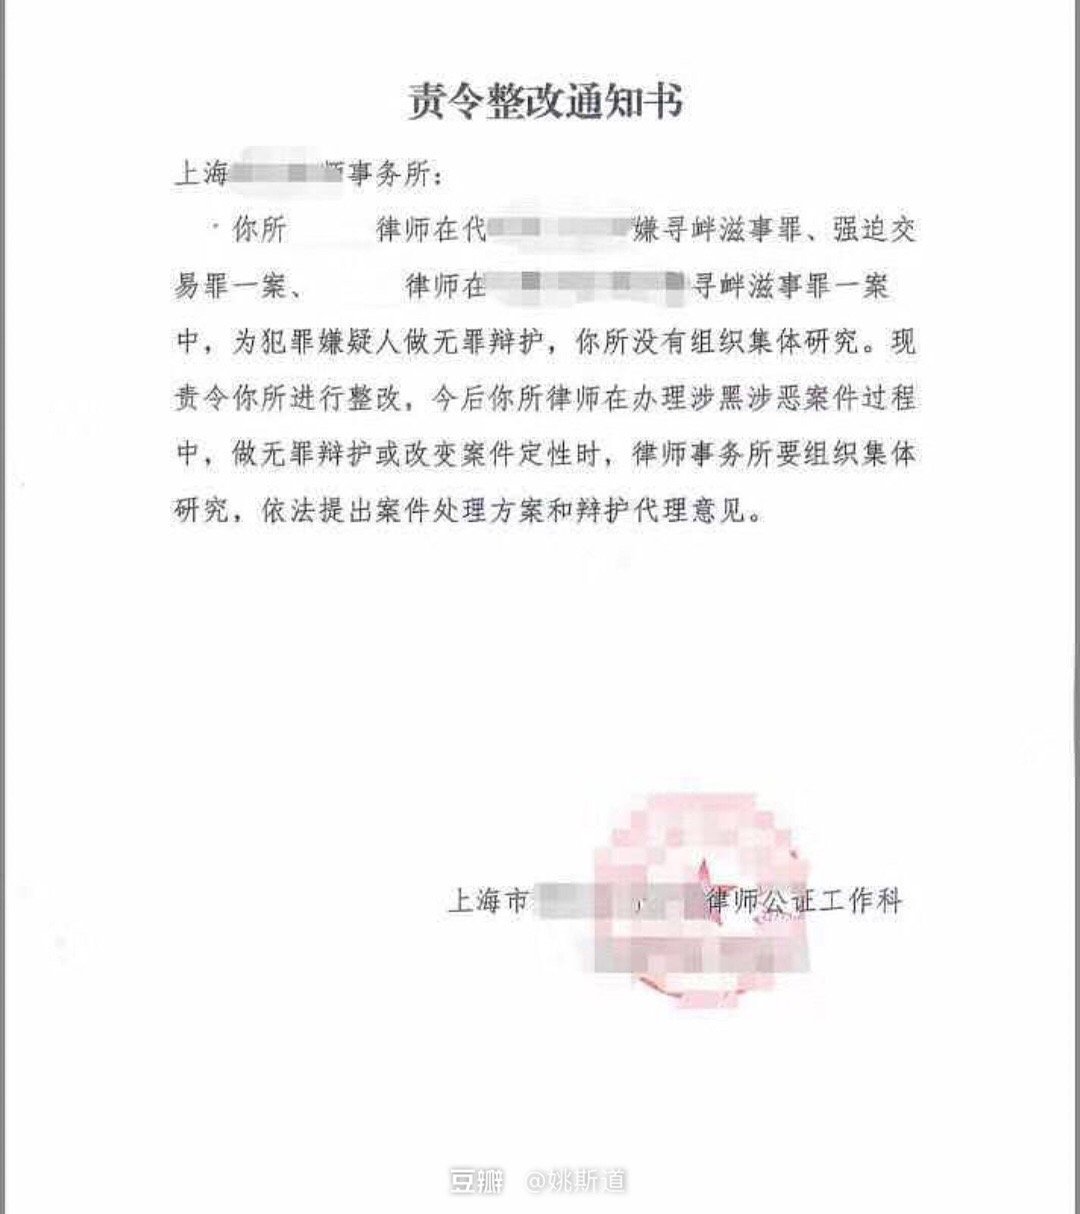 责令整改通知书
上海 师事务所：
你所 律师在代 嫌寻衅滋事罪、强迫交
易罪一案、 律师在 寻衅滋事罪一案
中，为犯罪嫌疑人做无罪辩护，你所没有组织集体研究。现
责令你所进行整改，今后你所律师在办理涉黑涉恶案件过程
中，做无罪辩护或改变案件定性时，律师事务所要组织集体
研究，依法提出案件处理方案和辩护代理意见。
上海市 律师公证工作科
豆瓣 @姚斯道